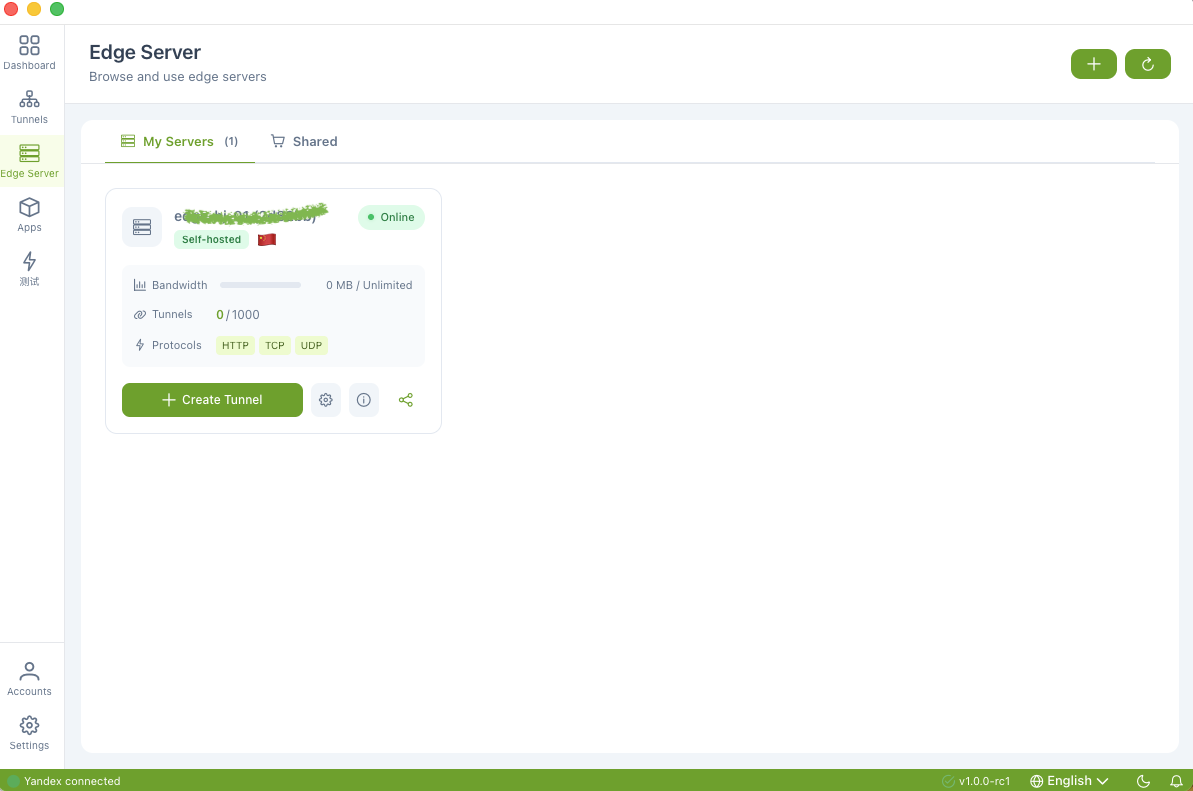 Dashboard
Tunnels
Edge Server
Apps
测试
Accounts
Settings
Edge Server
Browse and use edge servers
My Servers (1)
Shared
Online
Self-hosted
Bandwidth 0 MB / Unlimited
Tunnels 0/1000
Protocols HTTP TCP UDP
Create Tunnel
Yandex connected
v1.0.0-rc1
English